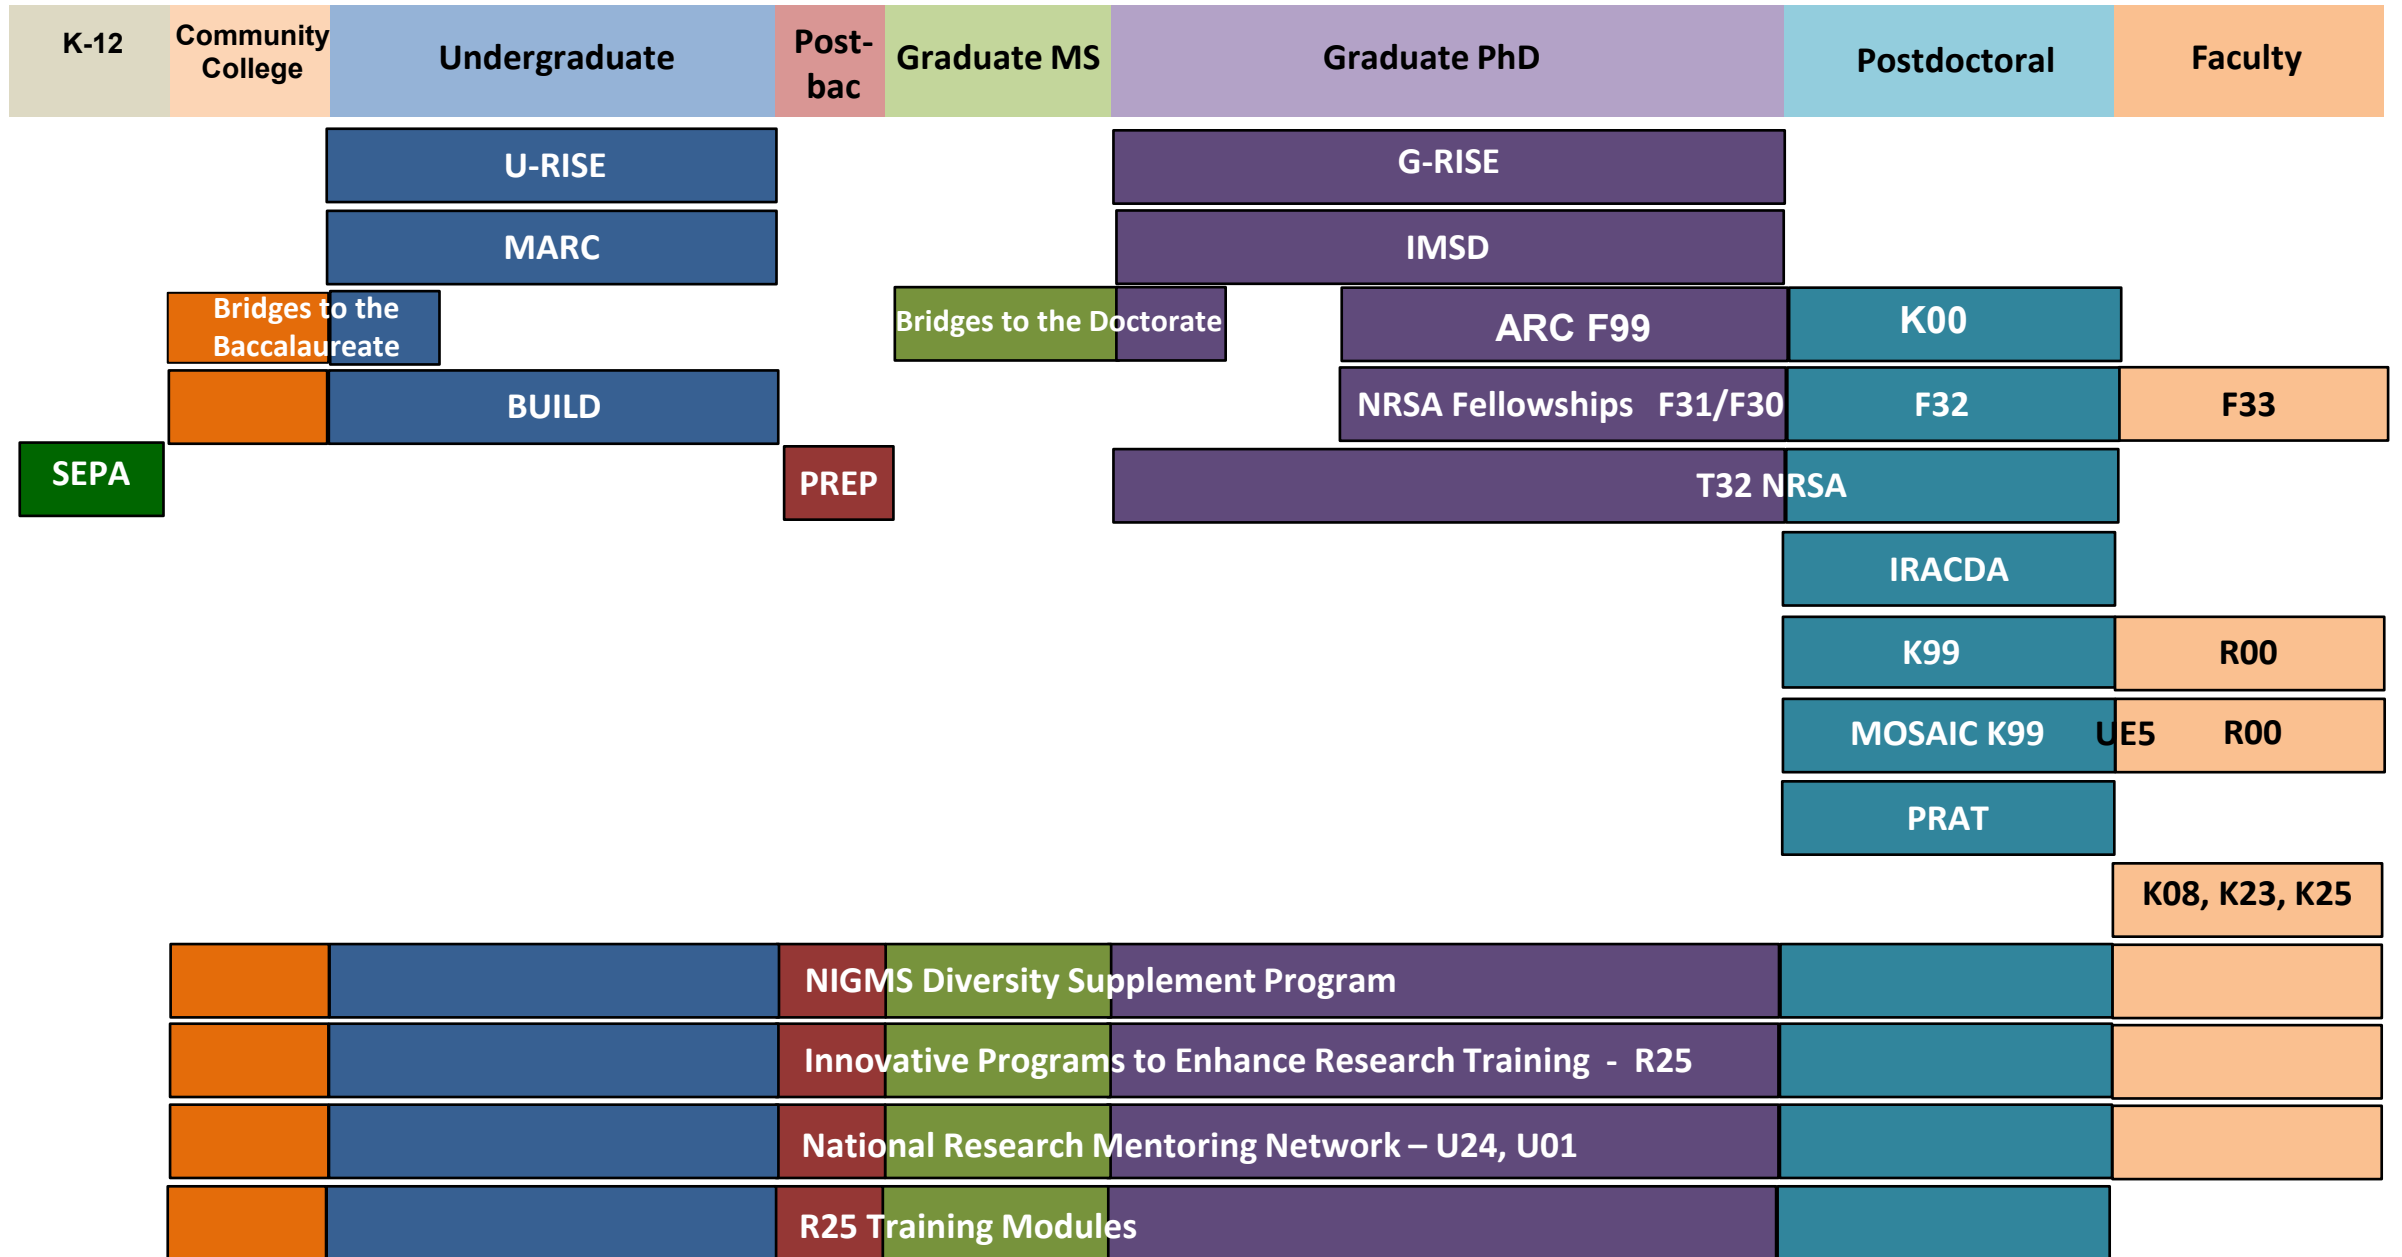 K-12
Community
College
Undergraduate
Post-
bac
Graduate MS
Graduate PhD
Postdoctoral
Faculty
U-RISE
G-RISE
MARC
IMSD
Bridges to the
Baccalaureate
Bridges to the Doctorate
ARC F99
K00
BUILD
NRSA Fellowships F31/F30
F32
F33
SEPA
PREP
T32 NRSA
IRACDA
K99
R00
MOSAIC K99
UE5
R00
PRAT
K08, K23, K25
NIGMS Diversity Supplement Program
Innovative Programs to Enhance Research Training - R25
National Research Mentoring Network – U24, U01
R25 Training Modules